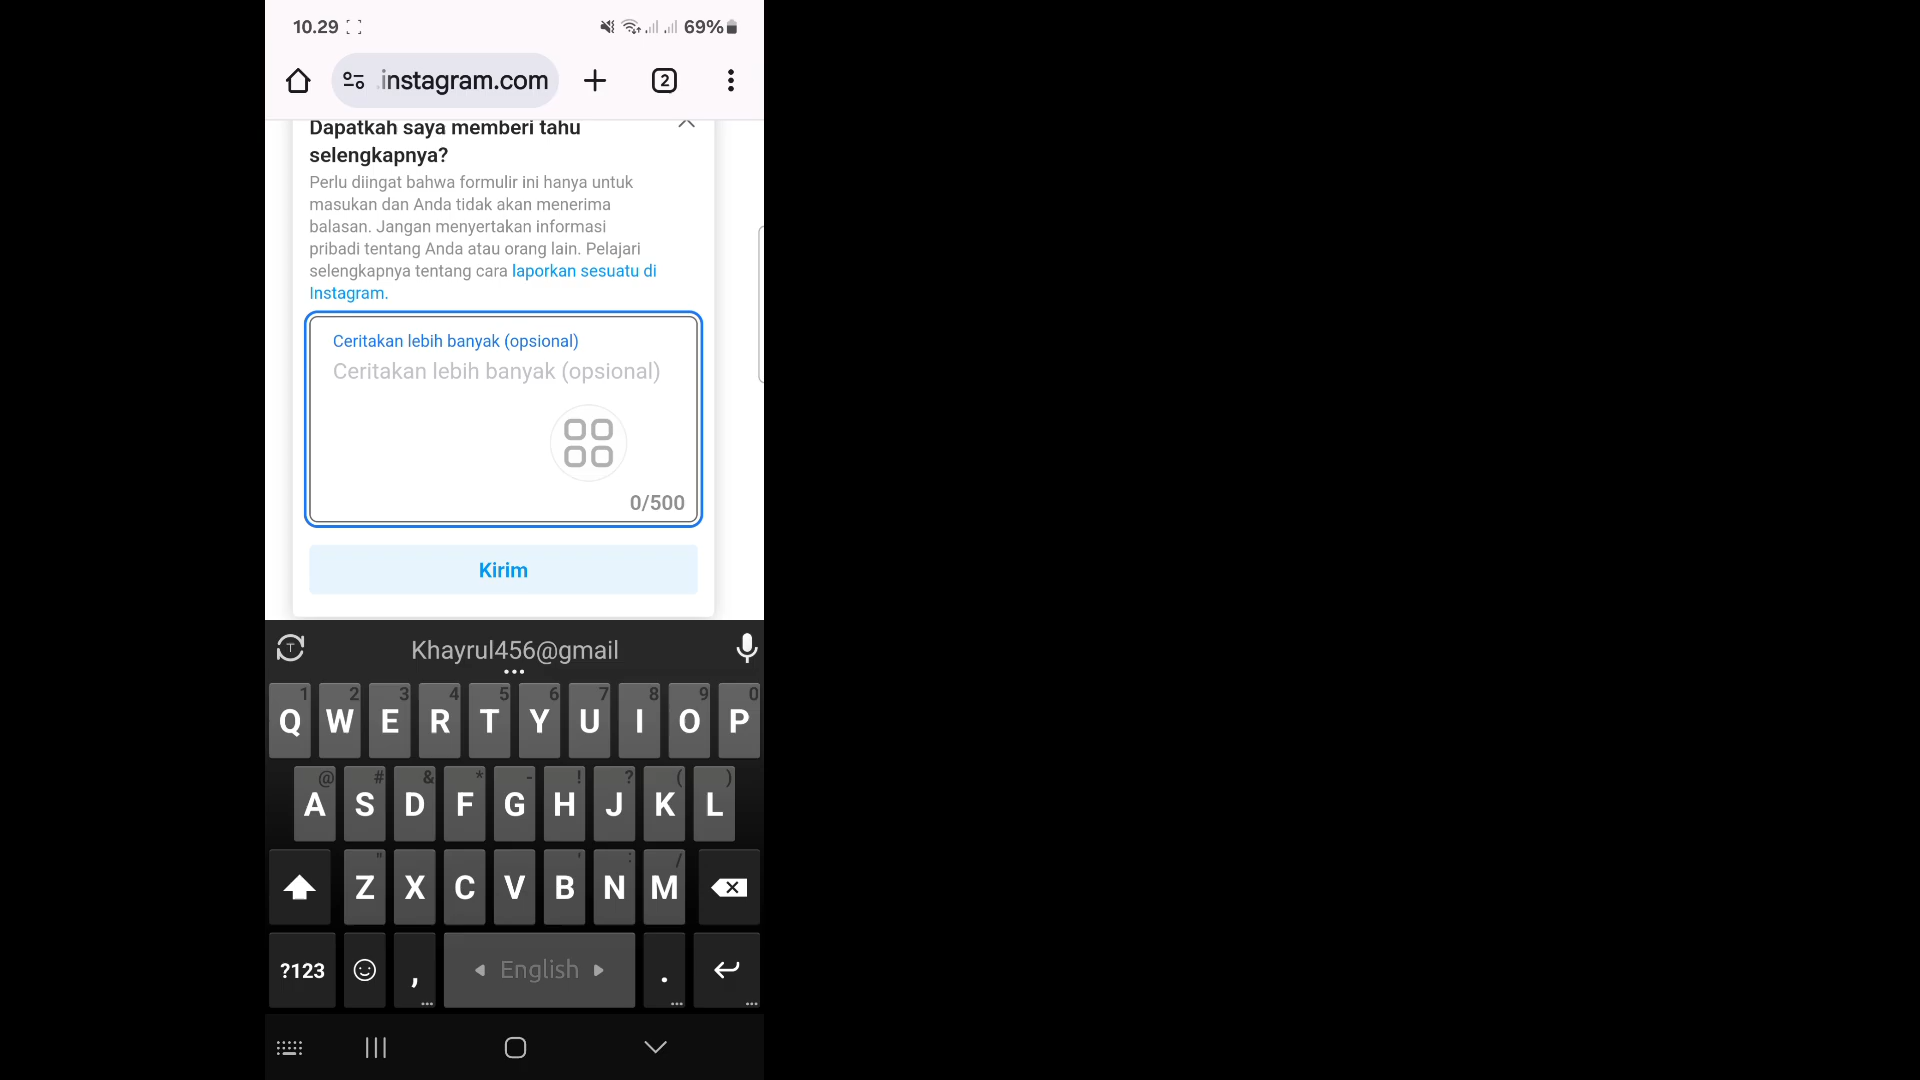 10.29
69%
.instagram.com
2
Dapatkah saya memberi tahu
selengkapnya?
Perlu diingat bahwa formulir ini hanya untuk
masukan dan Anda tidak akan menerima
balasan. Jangan menyertakan informasi
pribadi tentang Anda atau orang lain. Pelajari
selengkapnya tentang cara laporkan sesuatu di
Instagram.
Ceritakan lebih banyak (opsional)
Ceritakan lebih banyak (opsional)
0/500
Kirim
T
Khayrul456@gmail
...
1 2 3 4 5 6 7 8 9 0
Q W E R T Y U I O P
@ # & * - ! ? ( )
A S D F G H J K L
" ' : /
Z X C V B N M
?123 , English .
... ... ...